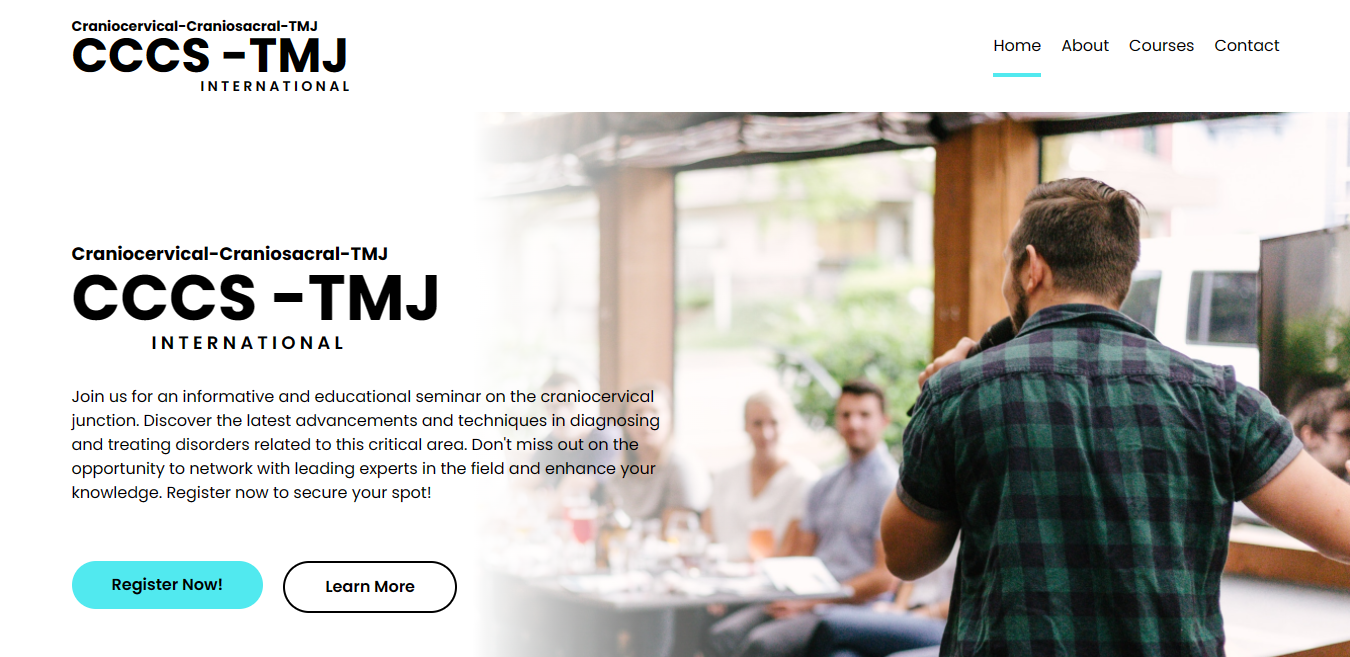 Craniocervical-Craniosacral-TMJ
CCCS -TMJ
INTERNATIONAL
Home About Courses Contact
Craniocervical-Craniosacral-TMJ
CCCS -TMJ
INTERNATIONAL
Join us for an informative and educational seminar on the craniocervical
junction. Discover the latest advancements and techniques in diagnosing
and treating disorders related to this critical area. Don't miss out on the
opportunity to network with leading experts in the field and enhance your
knowledge. Register now to secure your spot!
Register Now! Learn More